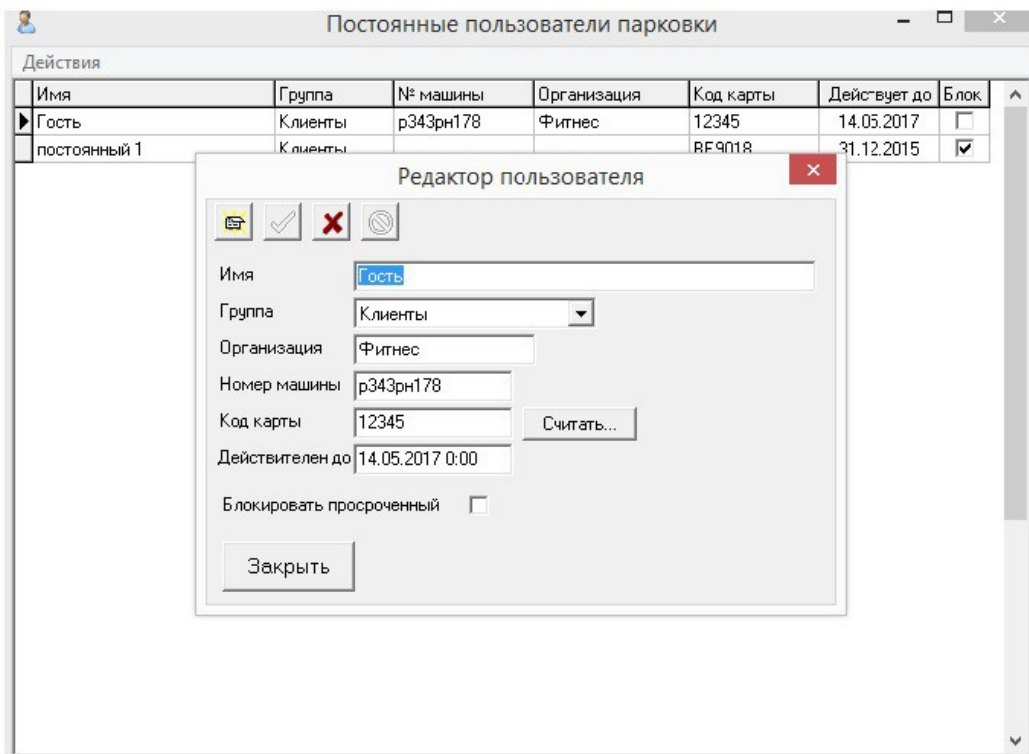 Постоянные пользователи парковки
Действия
Имя Группа № машины Организация Код карты Действует до Блок
Гость Клиенты р343рн178 Фитнес 12345 14.05.2017
постоянный 1 Клиенты BF9018 31.12.2015
Редактор пользователя
Имя Гость
Группа Клиенты
Организация Фитнес
Номер машины р343рн178
Код карты 12345 Считать...
Действителен до 14.05.2017 0:00
Блокировать просроченный
Закрыть